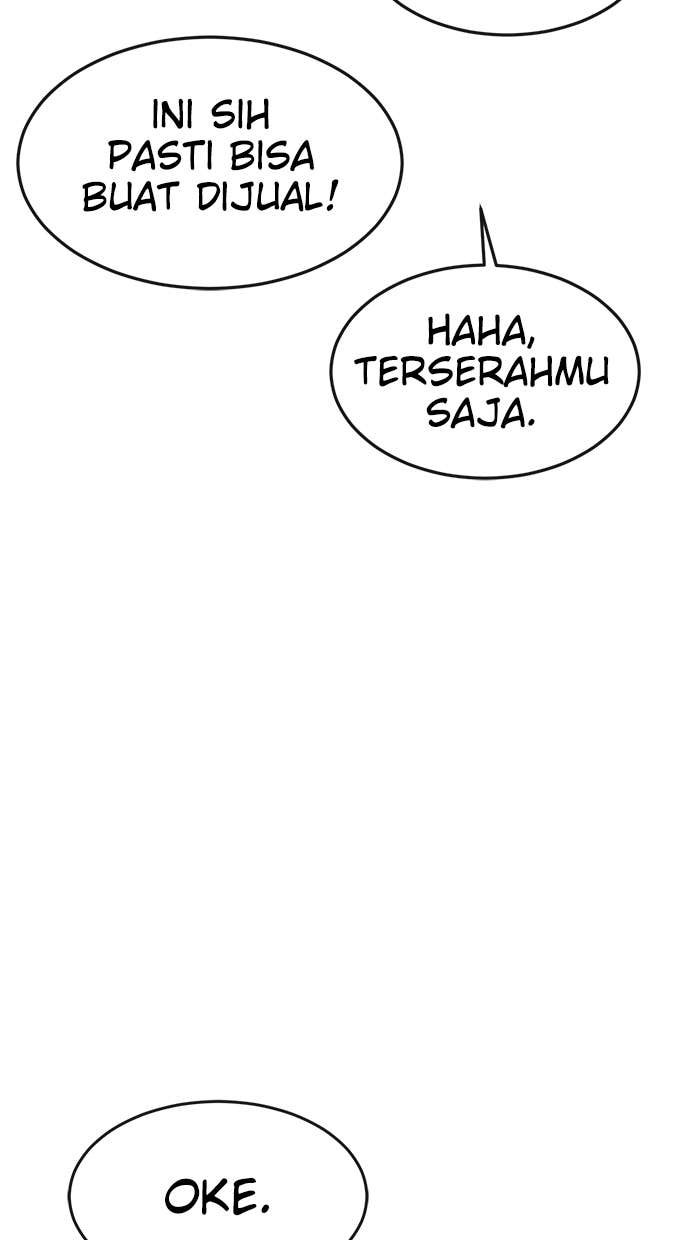 INI SIH
PASTI BISA
BUAT DIJUAL!
HAHA,
TERSERAHMU
SAJA.
OKE.